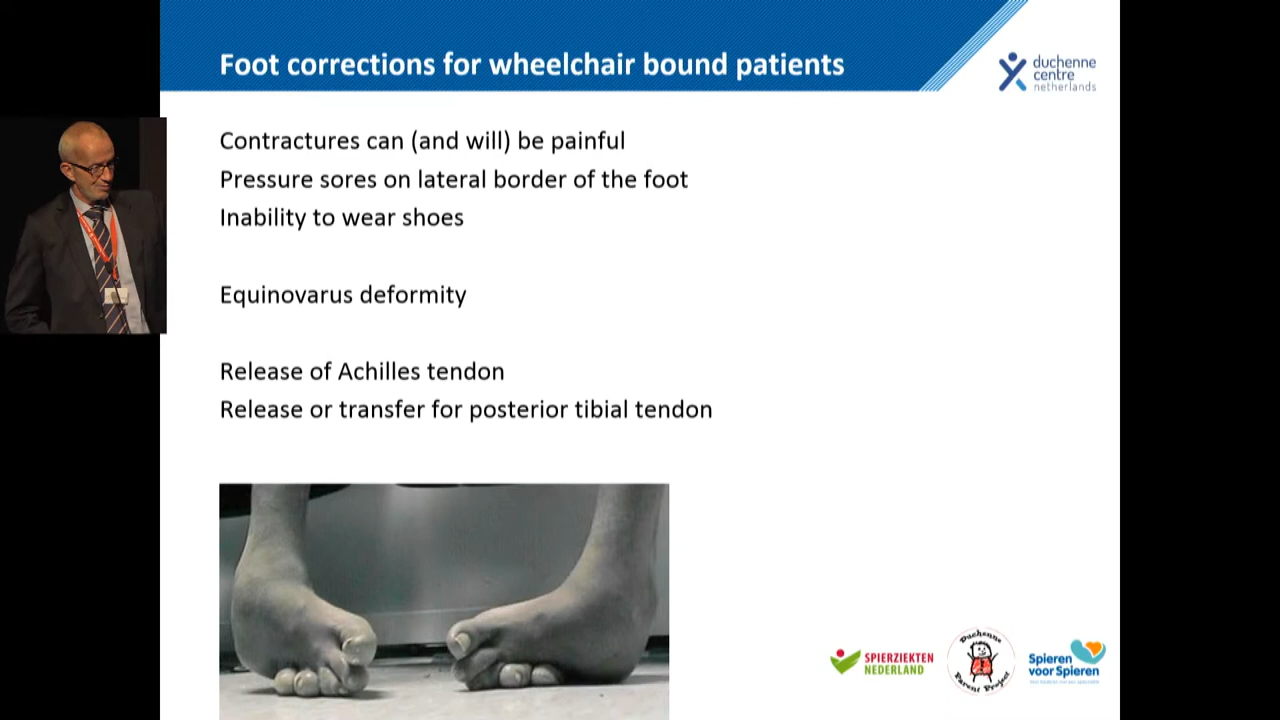 Foot corrections for wheelchair bound patients
duchenne
centre
netherlands
Contractures can (and will) be painful
Pressure sores on lateral border of the foot
Inability to wear shoes
Equinovarus deformity
Release of Achilles tendon
Release or transfer for posterior tibial tendon
SPIERZIEKTEN
NEDERLAND
Duchenne
Parent Project
Spieren
voor Spieren